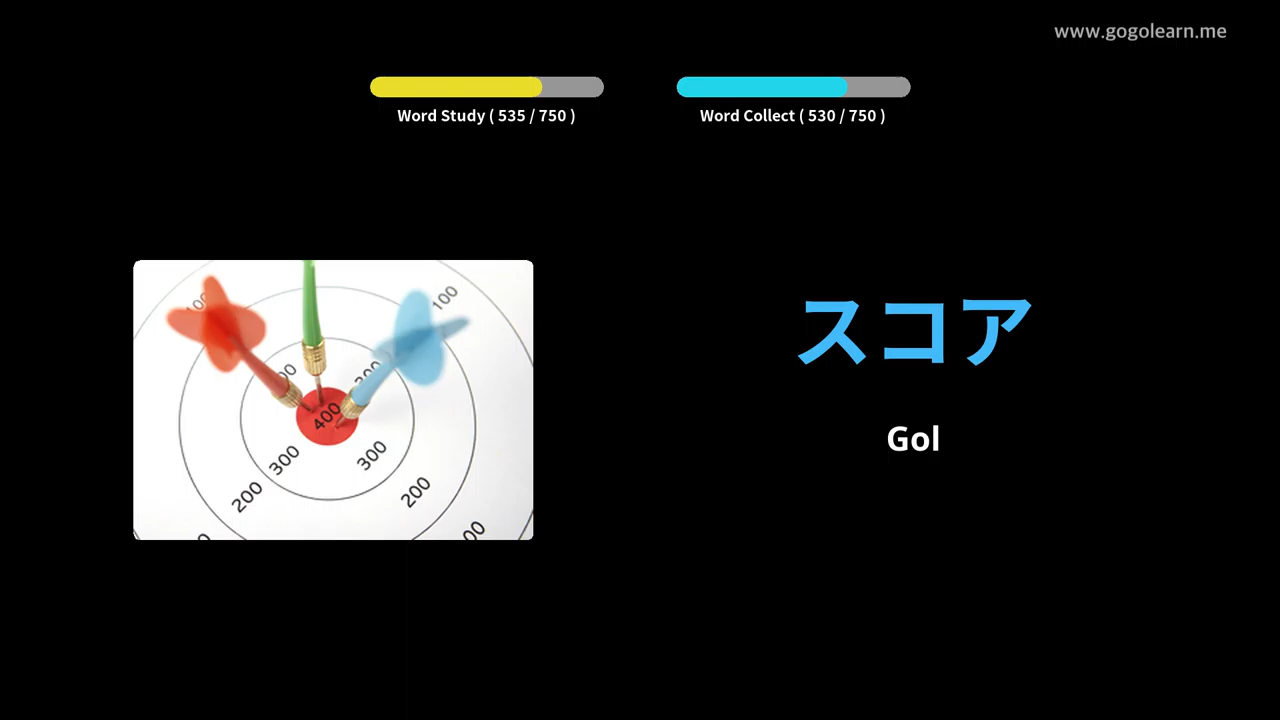 www.gogolearn.me
Word Study ( 535 / 750 )
Word Collect ( 530 / 750 )
スコア
Gol
100
100
400
300
300
200
200